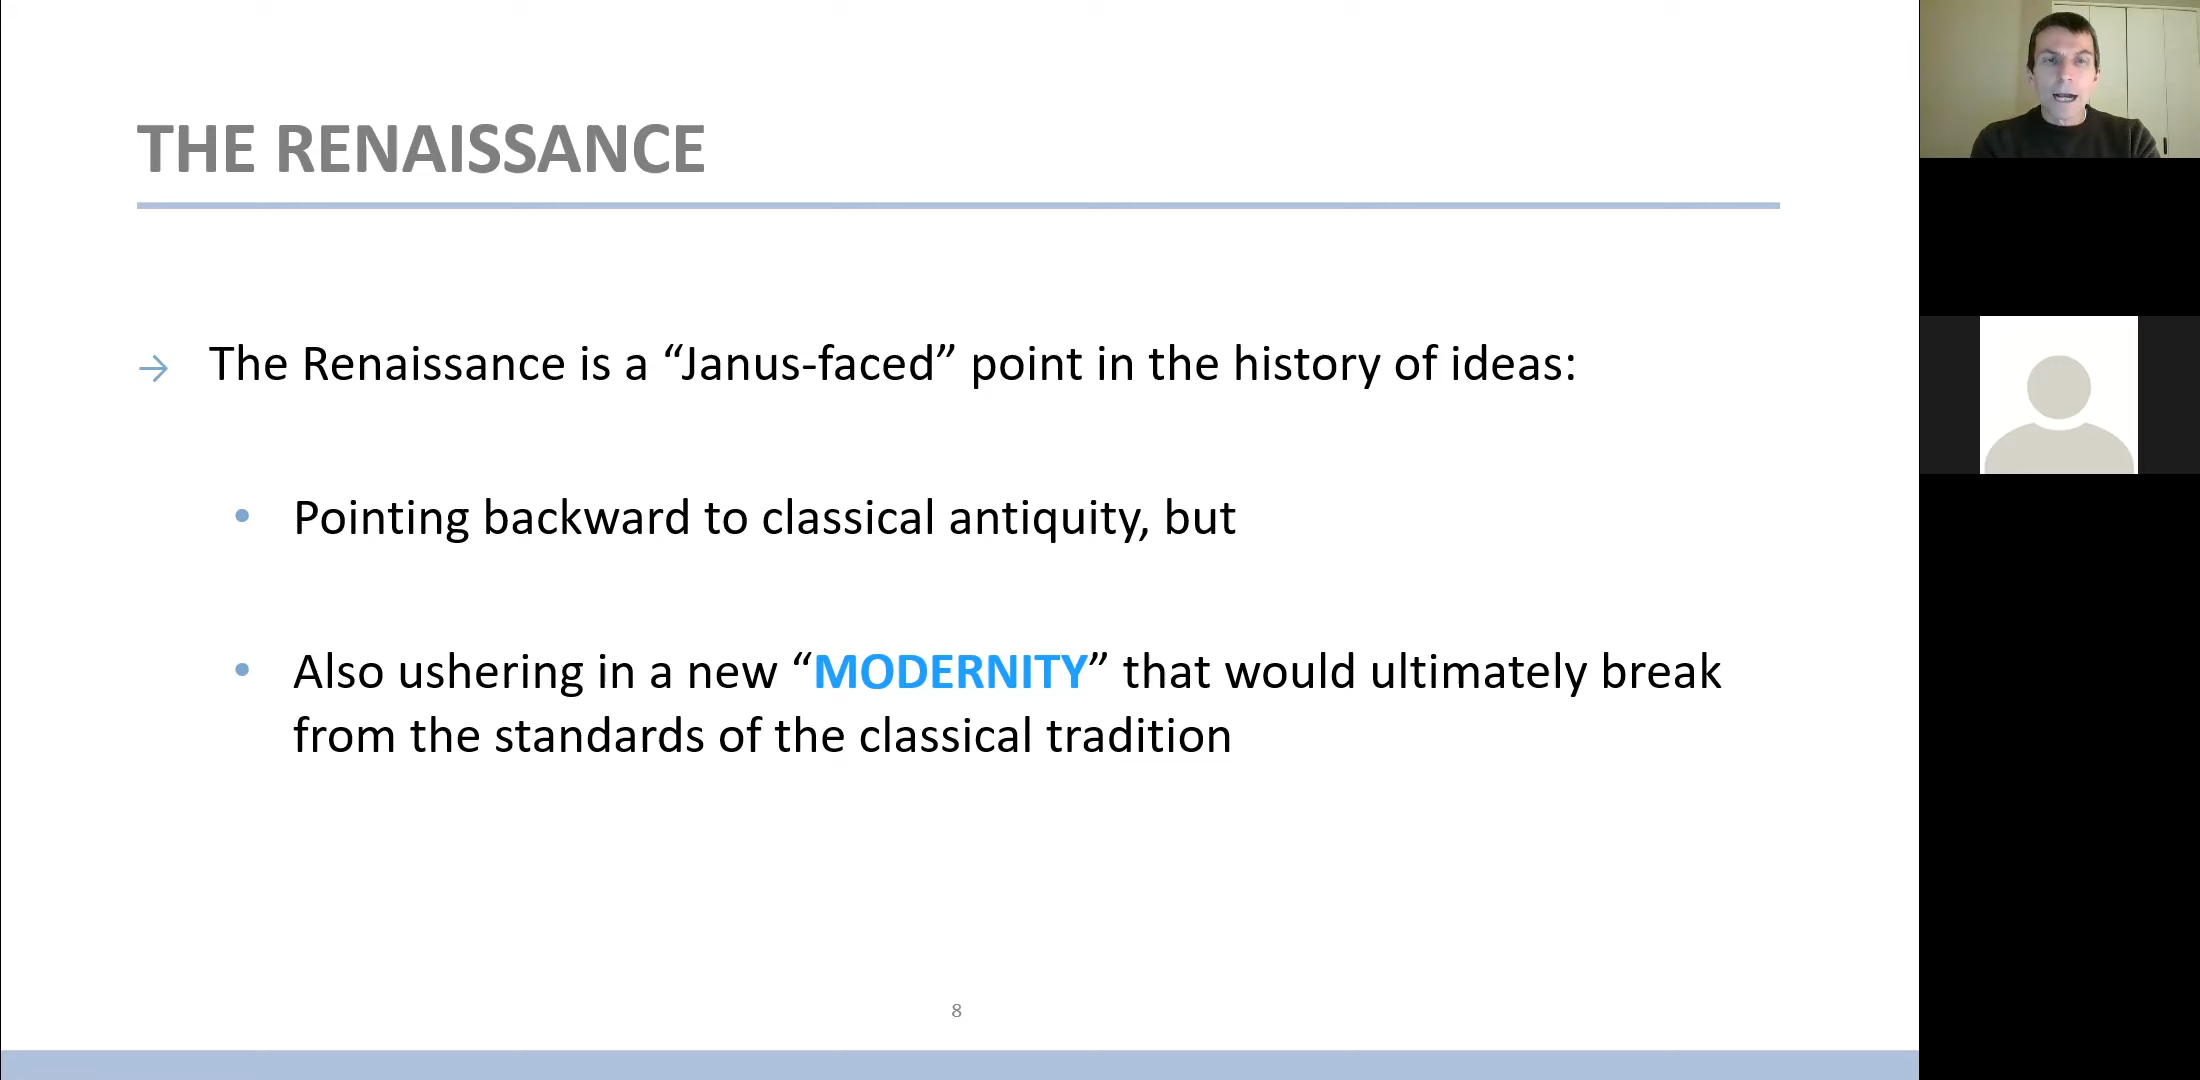 THE RENAISSANCE
→ The Renaissance is a “Janus-faced” point in the history of ideas:
• Pointing backward to classical antiquity, but
• Also ushering in a new “MODERNITY” that would ultimately break
from the standards of the classical tradition
8